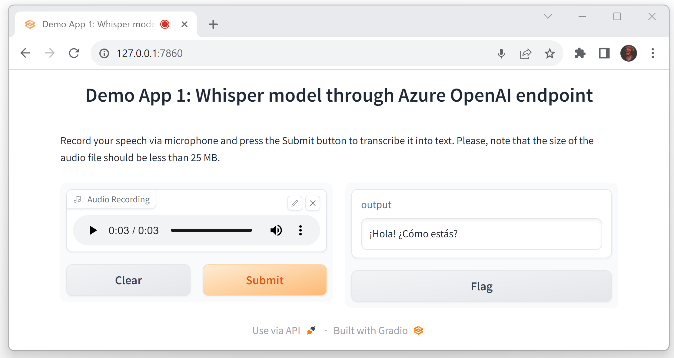 Demo App 1: Whisper mode
127.0.0.1:7860
Demo App 1: Whisper model through Azure OpenAI endpoint
Record your speech via microphone and press the Submit button to transcribe it into text. Please, note that the size of the
audio file should be less than 25 MB.
Audio Recording
0:03 / 0:03
Clear
Submit
output
¡Hola! ¿Cómo estás?
Flag
Use via API · Built with Gradio